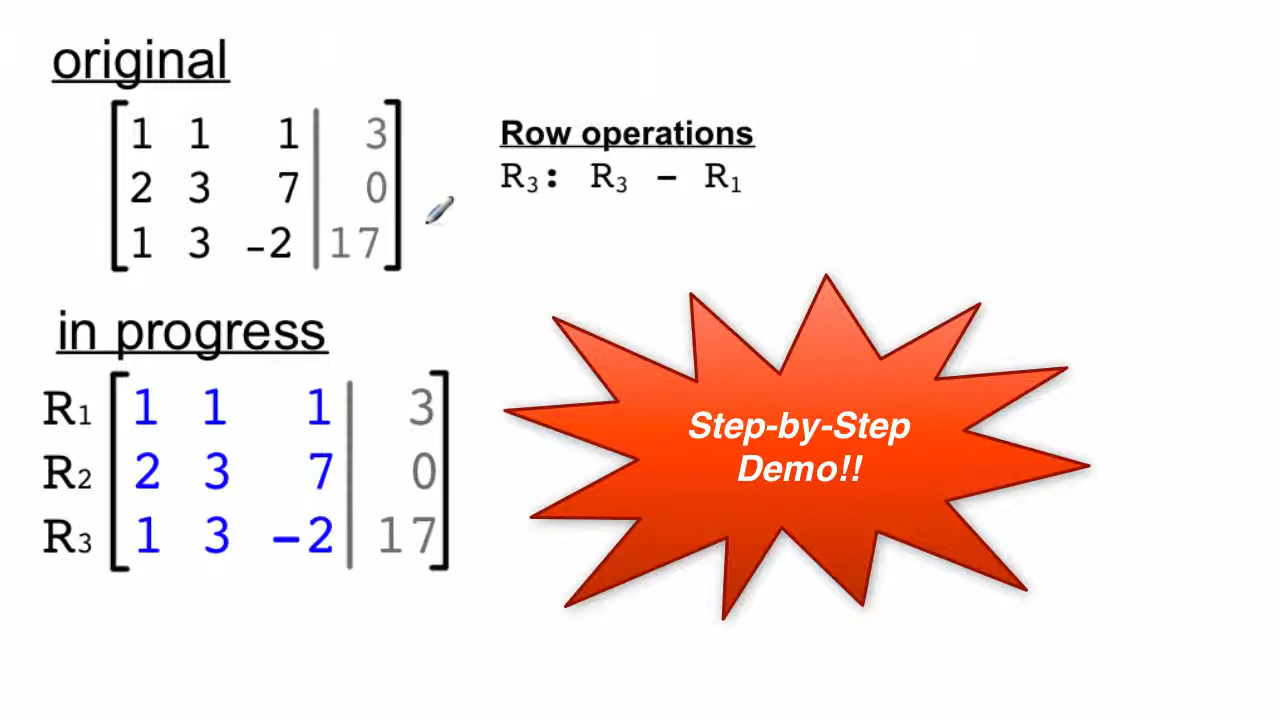 original
1 1 1 3
2 3 7 0
1 3 -2 17
Row operations
R₃: R₃ - R₁
in progress
R₁ 1 1 1 3
R₂ 2 3 7 0
R₃ 1 3 -2 17
Step-by-Step
Demo!!